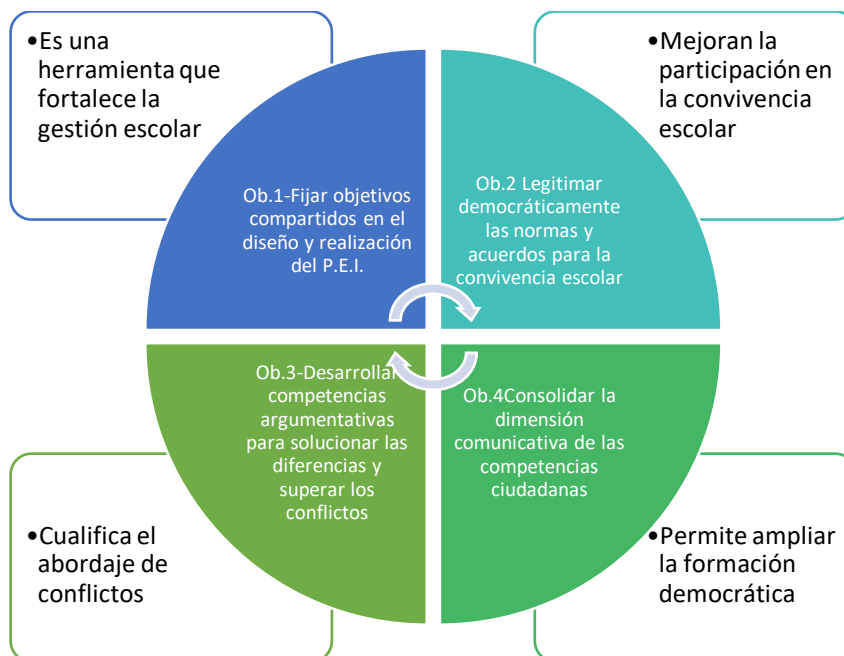 •Es una
herramienta que
fortalece la
gestión escolar
•Mejoran la
participación en
la convivencia
escolar
Ob.1-Fijar objetivos
compartidos en el
diseño y realización
del P.E.I.
Ob.2 Legitimar
democráticamente
las normas y
acuerdos para la
convivencia escolar
Ob.3-Desarrollar
competencias
argumentativas
para solucionar las
diferencias y
superar los
conflictos
Ob.4Consolidar la
dimensión
comunicativa de las
competencias
ciudadanas
•Cualifica el
abordaje de
conflictos
•Permite ampliar
la formación
democrática